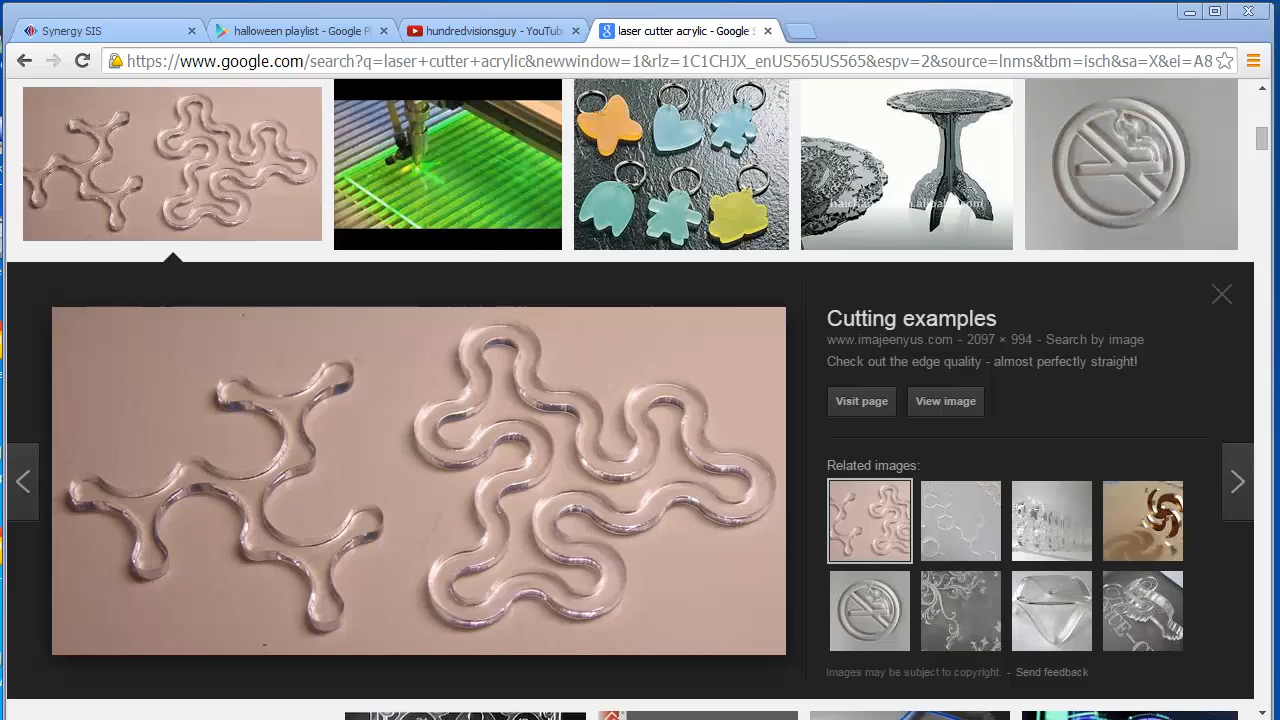 Synergy SIS
halloween playlist - Google P
hundredvisionsguy - YouTub
laser cutter acrylic - Google S
https://www.google.com/search?q=laser+cutter+acrylic&newwindow=1&rlz=1C1CHJX_enUS565US565&espv=2&source=lnms&tbm=isch&sa=X&ei=A8
Cutting examples
www.imajeenyus.com - 2097 × 994 - Search by image
Check out the edge quality - almost perfectly straight!
Visit page
View image
Related images:
Images may be subject to copyright. - Send feedback